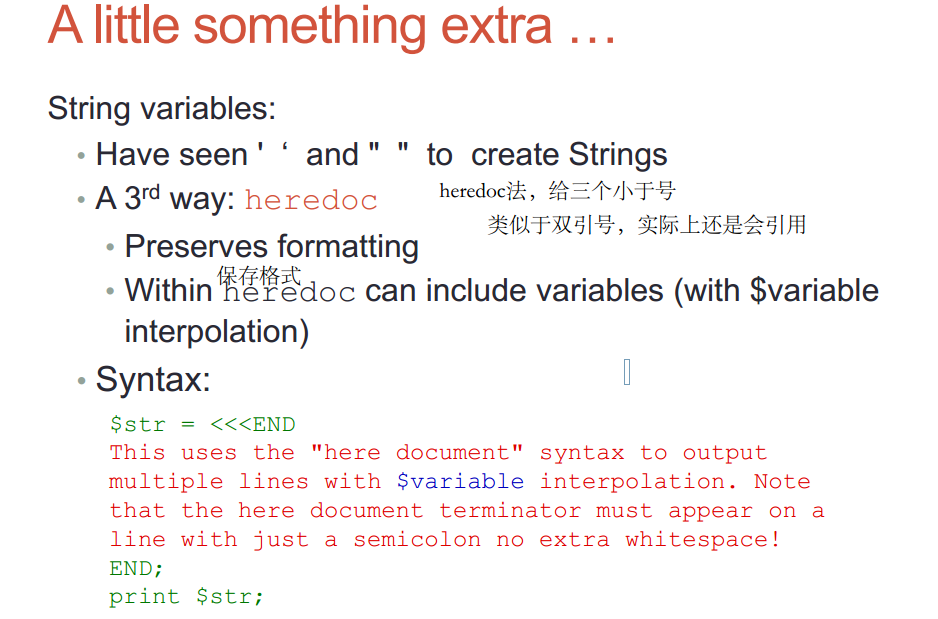 A little something extra …
String variables:
• Have seen ' ‘ and " " to create Strings
• A 3rd way: heredoc
heredoc法，给三个小于号
类似于双引号，实际上还是会引用
• Preserves formatting
保存格式
• Within heredoc can include variables (with $variable
interpolation)
• Syntax:
$str = <<<END
This uses the "here document" syntax to output
multiple lines with $variable interpolation. Note
that the here document terminator must appear on a
line with just a semicolon no extra whitespace!
END;
print $str;